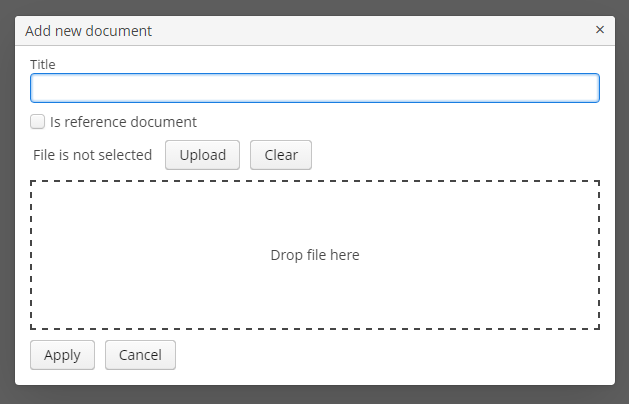 Add new document ×
Title
Is reference document
File is not selected Upload Clear
Drop file here
Apply Cancel